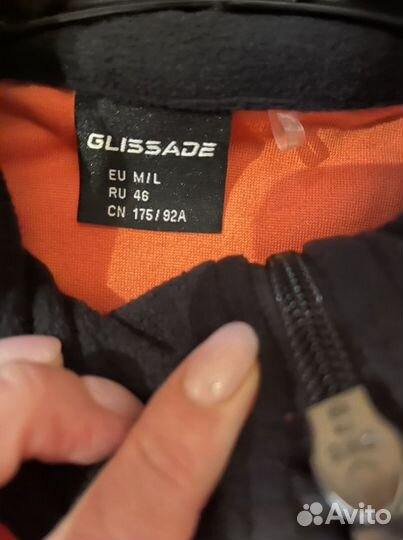 GLISSADE
EU M/L
RU 46
CN 175/92A
Avito